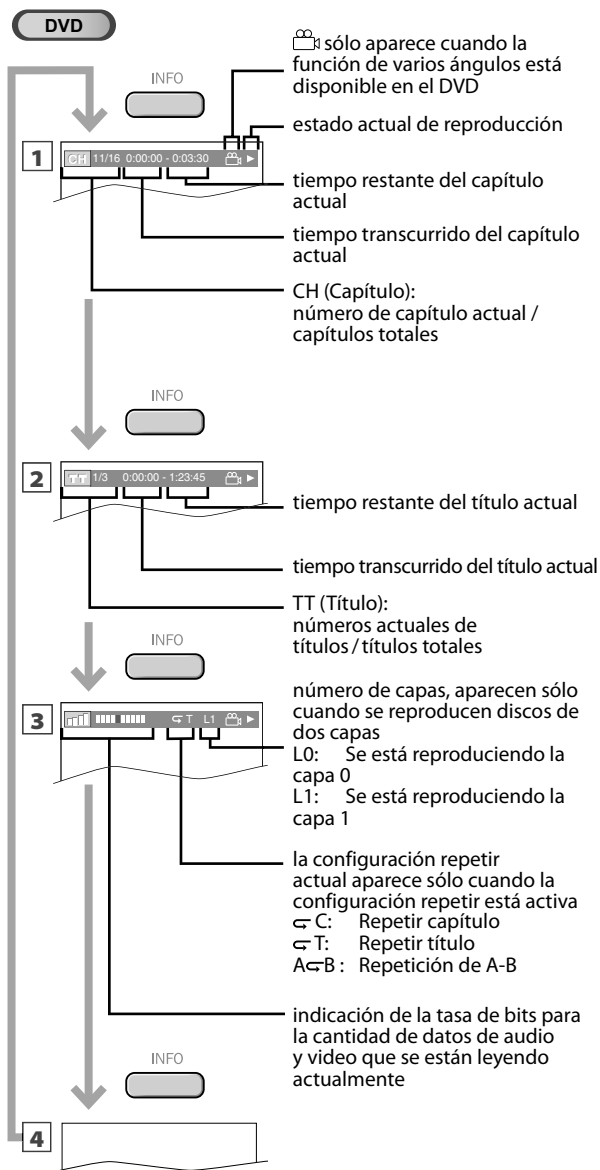 DVD
INFO
sólo aparece cuando la
función de varios ángulos está
disponible en el DVD
estado actual de reproducción
1
CH 11/16 0:00:00 - 0:03:30
tiempo restante del capítulo
actual
tiempo transcurrido del capítulo
actual
CH (Capítulo):
número de capítulo actual /
capítulos totales
INFO
2
TT 1/3 0:00:00 - 1:23:45
tiempo restante del título actual
tiempo transcurrido del título actual
TT (Título):
números actuales de
títulos / títulos totales
INFO
3
T L1
número de capas, aparecen sólo
cuando se reproducen discos de
dos capas
L0: Se está reproduciendo la
capa 0
L1: Se está reproduciendo la
capa 1
la configuración repetir
actual aparece sólo cuando la
configuración repetir está activa
C: Repetir capítulo
T: Repetir título
A B : Repetición de A-B
indicación de la tasa de bits para
la cantidad de datos de audio
y video que se están leyendo
actualmente
INFO
4